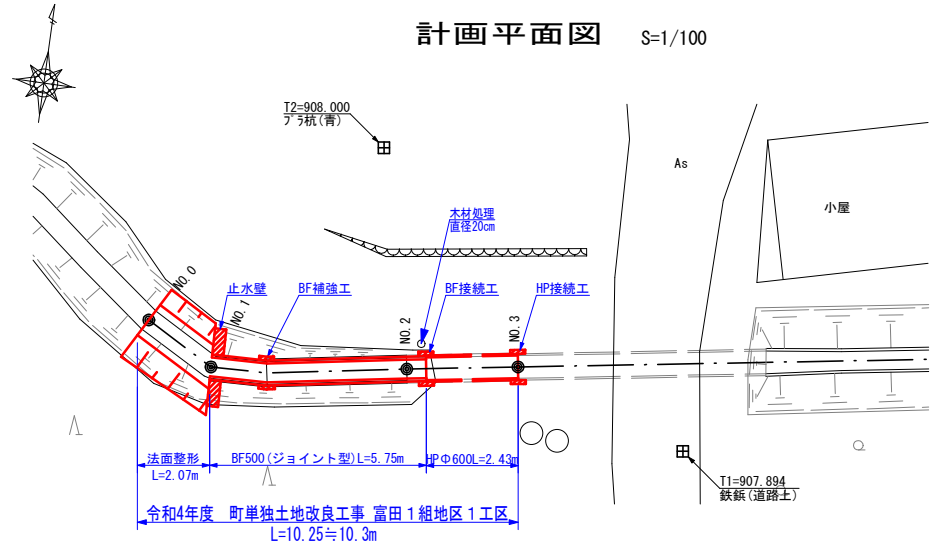 計画平面図 S=1/100
T2=908.000
プラ杭(青)
As
小屋
木材処理
直径20cm
NO.0
止水壁
NO.1
BF補強工
NO.2
BF接続工
NO.3
HP接続工
法面整形
L=2.07m
BF500(ジョイント型)L=5.75m
HPΦ600L=2.43m
T1=907.894
鉄鋲(道路上)
令和4年度 町単独土地改良工事 富田1組地区1工区
L=10.25≒10.3m